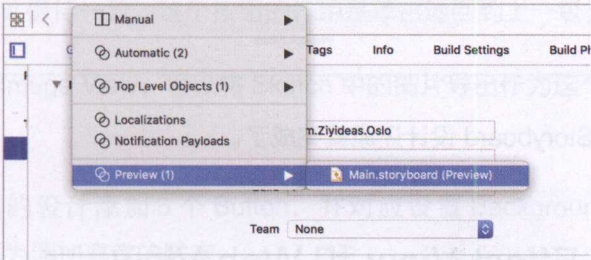 Manual
Automatic (2)
Tags Info Build Settings Build Ph
Top Level Objects (1)
Localizations
m.Ziyideas.Oslo
Notification Payloads
Preview (1)
Main.storyboard (Preview)
Team None